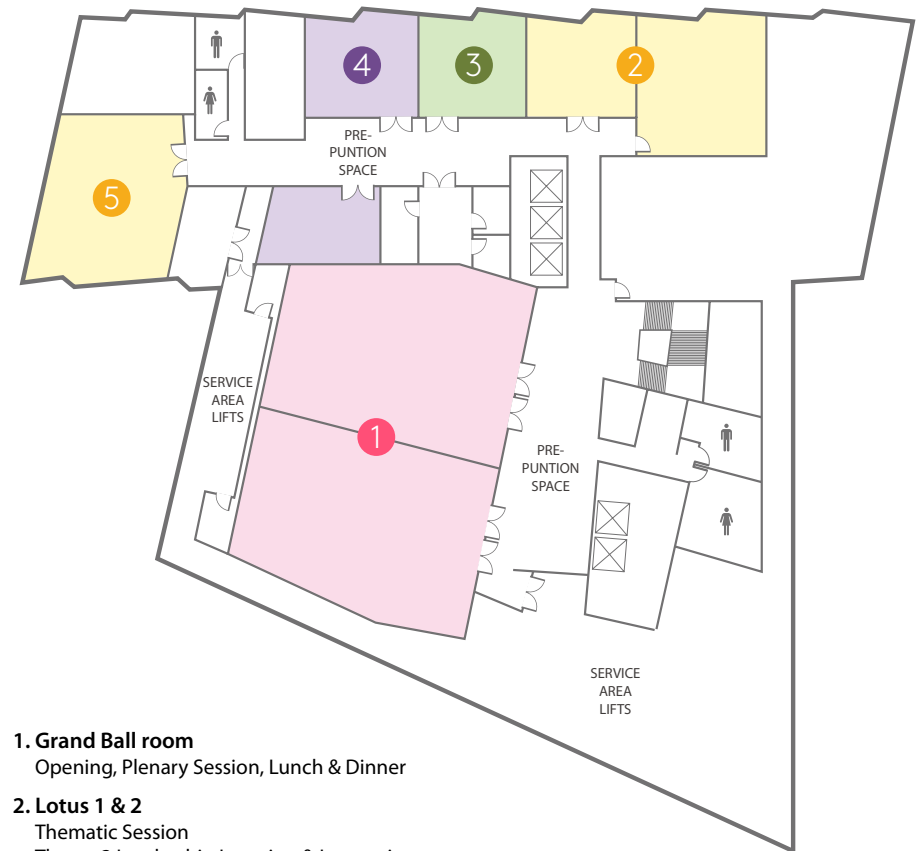 4
3
2
PRE-
PUNTION
SPACE
5
SERVICE
AREA
LIFTS
1
PRE-
PUNTION
SPACE
SERVICE
AREA
LIFTS
1. Grand Ball room
Opening, Plenary Session, Lunch & Dinner
2. Lotus 1 & 2
Thematic Session